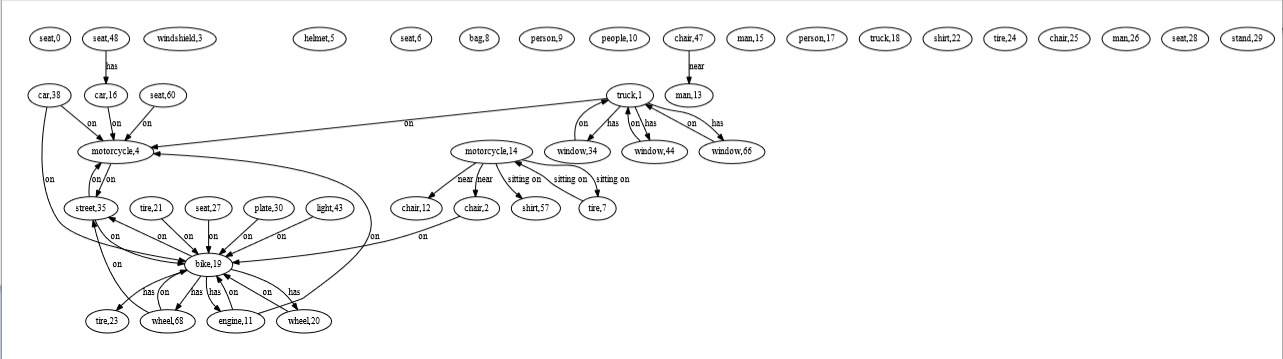 seat,0 seat,48 windshield,3 helmet,5 seat,6 bag,8 person,9 people,10 chair,47 man,15 person,17 truck,18 shirt,22 tire,24 chair,25 man,26 seat,28 stand,29
has near
car,38 car,16 seat,60 truck,1 man,13
on on on on on has on has on has
motorcycle,4 motorcycle,14 window,34 window,44 window,66
on on on near near sitting on sitting on sitting on
street,35 tire,21 seat,27 plate,30 light,43 chair,12 chair,2 shirt,57 tire,7
on on on on on on on on
on bike,19
has on has has on on has
tire,23 wheel,68 engine,11 wheel,20